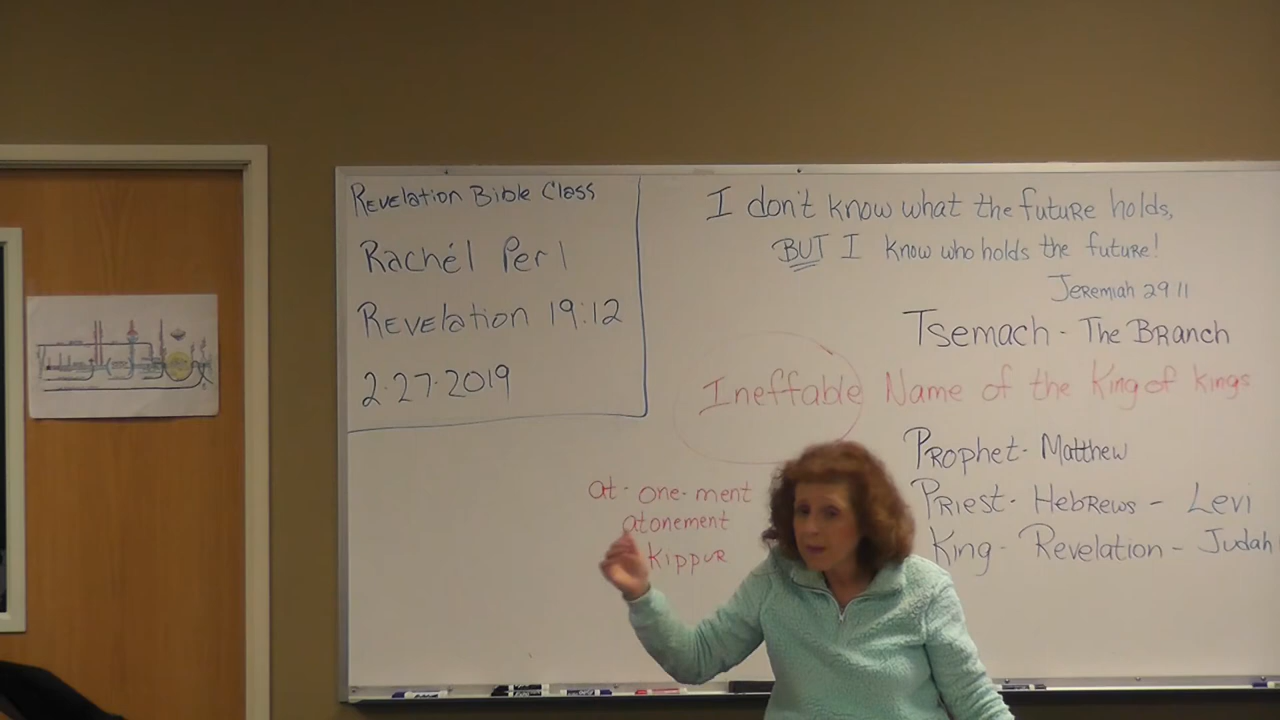 Revelation Bible Class
Rachél Perl
Revelation 19:12
2.27.2019
I don't know what the future holds,
BUT I know who holds the future!
Jeremiah 29 11
Tsemach - The Branch
Ineffable Name of the King of kings
Prophet - Matthew
Priest - Hebrews - Levi
King - Revelation - Judah
at-one-ment
atonement
Kippur